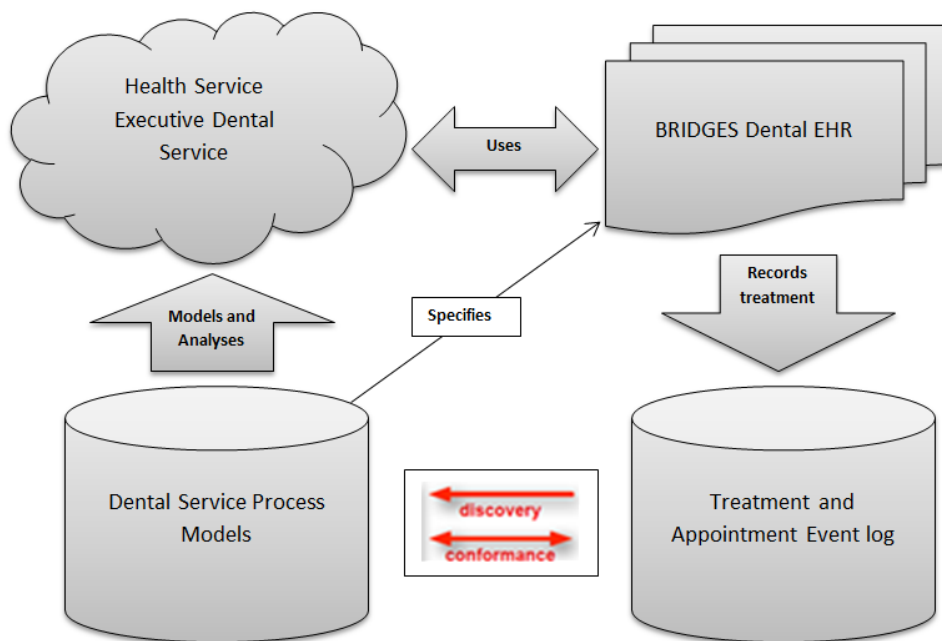 Health Service
Executive Dental
Service
Uses
BRIDGES Dental EHR
Models and
Analyses
Specifies
Records
treatment
Dental Service Process
Models
discovery
conformance
Treatment and
Appointment Event log